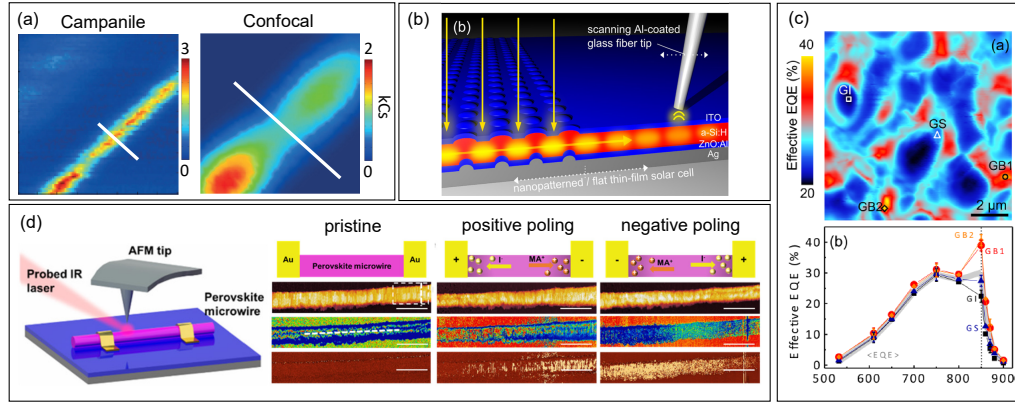 (a)
Campanile
Confocal
3
0
2
0
kCs
(b)
(b)
scanning Al-coated
glass fiber tip
ITO
a-Si:H
ZnO:Al
Ag
nanopatterned / flat thin-film solar cell
(c)
(a)
40
Effective EQE (%)
20
GI
GS
GB1
GB2
2 µm
(b)
Effective EQE (%)
40
30
20
10
0
GB2
GB1
GI
GS
<EQE>
500
600
700
800
900
(d)
AFM tip
Probed IR
laser
Perovskite
microwire
pristine
positive poling
negative poling
Au
Perovskite microwire
Au
+
I⁻
MA⁺
-
-
MA⁺
I⁻
+